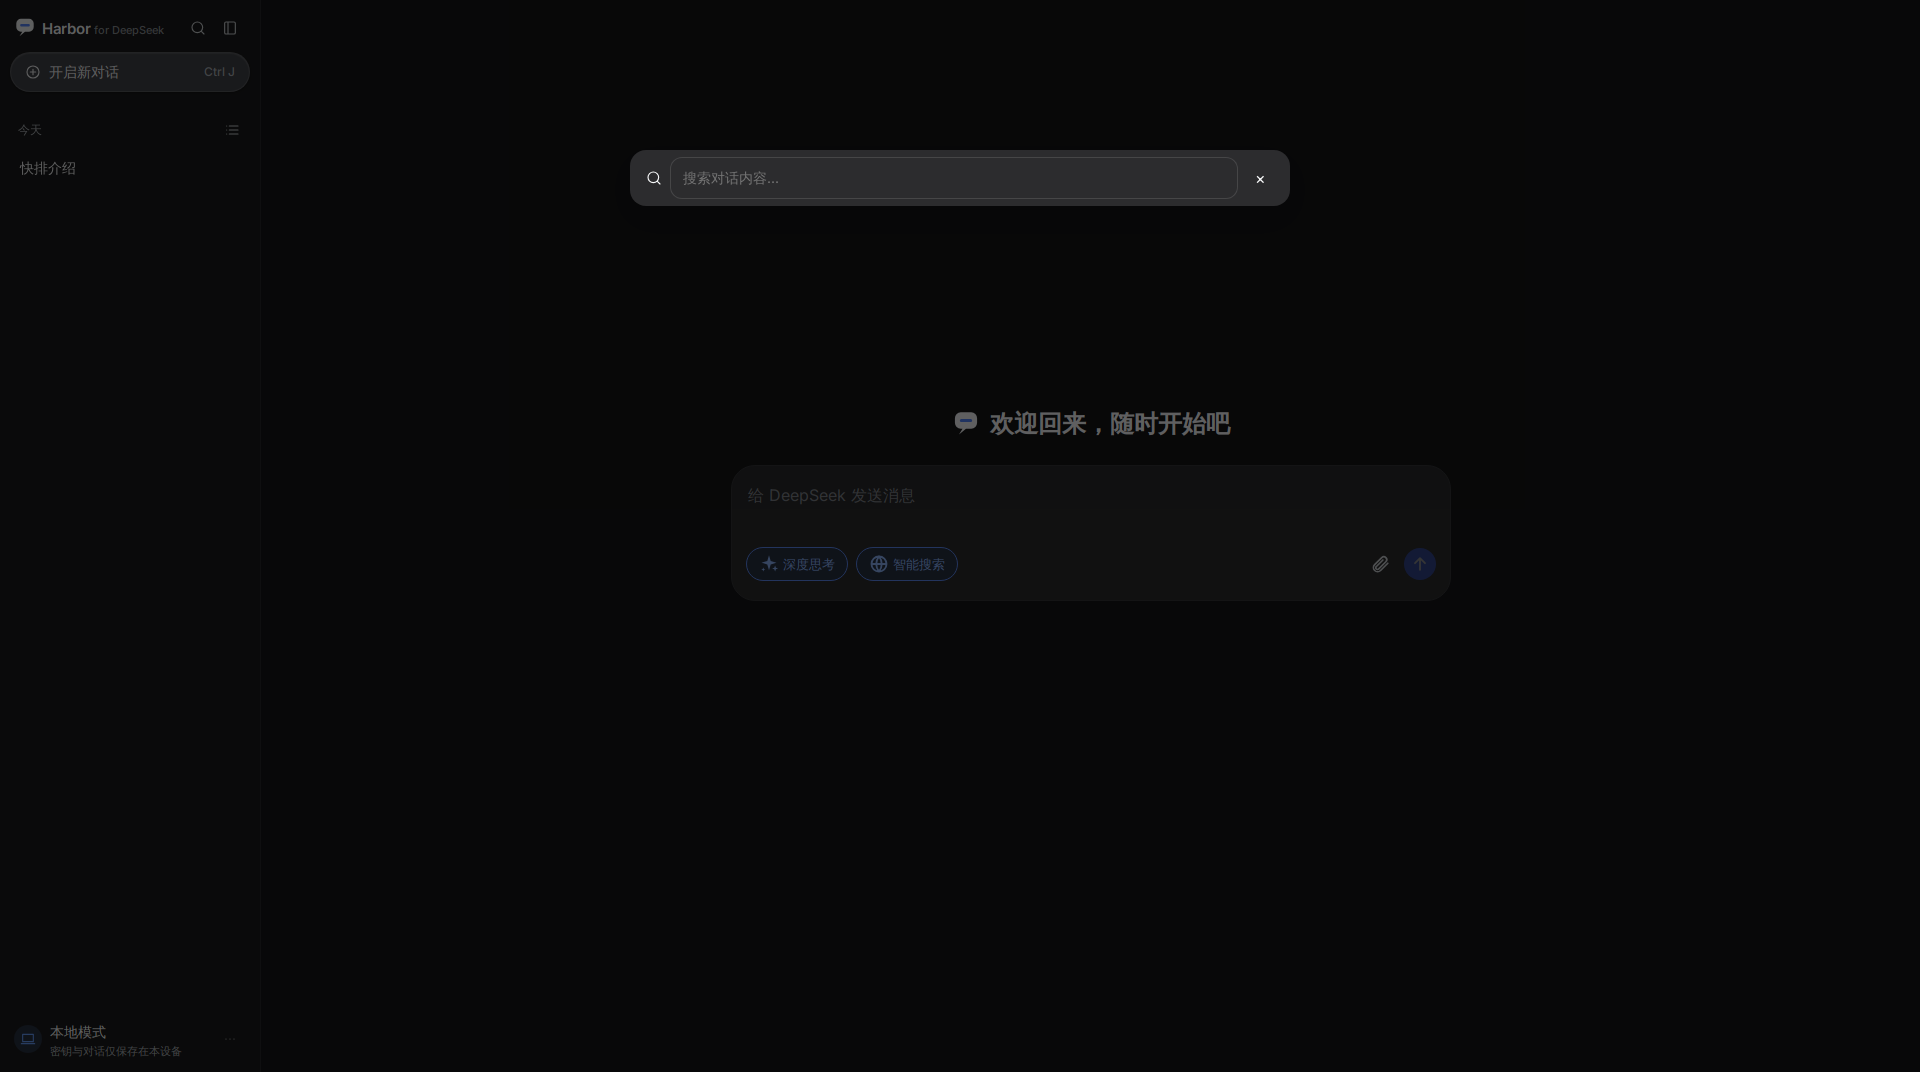 Harbor for DeepSeek
开启新对话 Ctrl J
今天
快排介绍
搜索对话内容...
欢迎回来，随时开始吧
给 DeepSeek 发送消息
深度思考 智能搜索
本地模式
密钥与对话仅保存在本设备